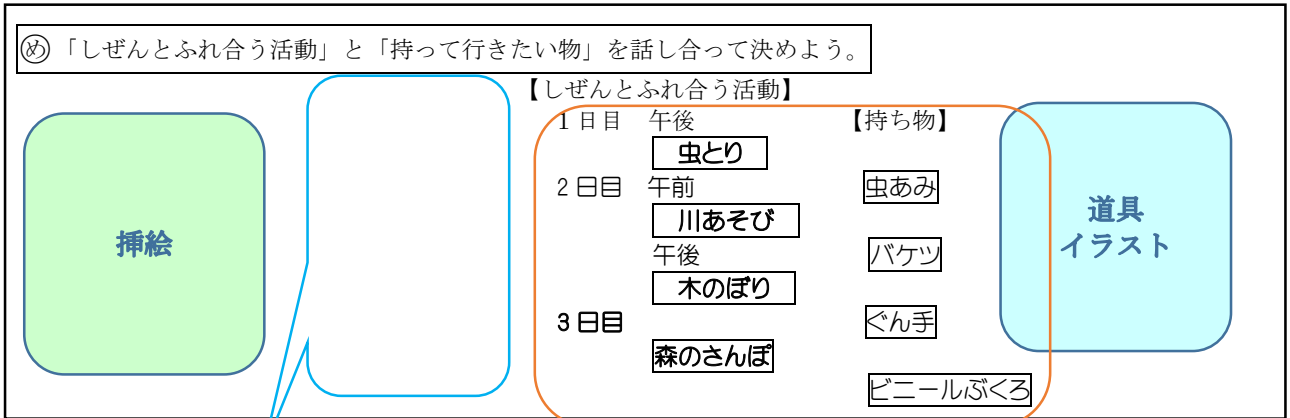 め 「しぜんとふれ合う活動」と「持って行きたい物」を話し合って決めよう。
【しぜんとふれ合う活動】
1日目 午後 【持ち物】
虫とり
2日目 午前 虫あみ
川あそび
午後 バケツ
木のぼり
3日目 ぐん手
森のさんぽ
ビニールぶくろ
挿絵
道具
イラスト